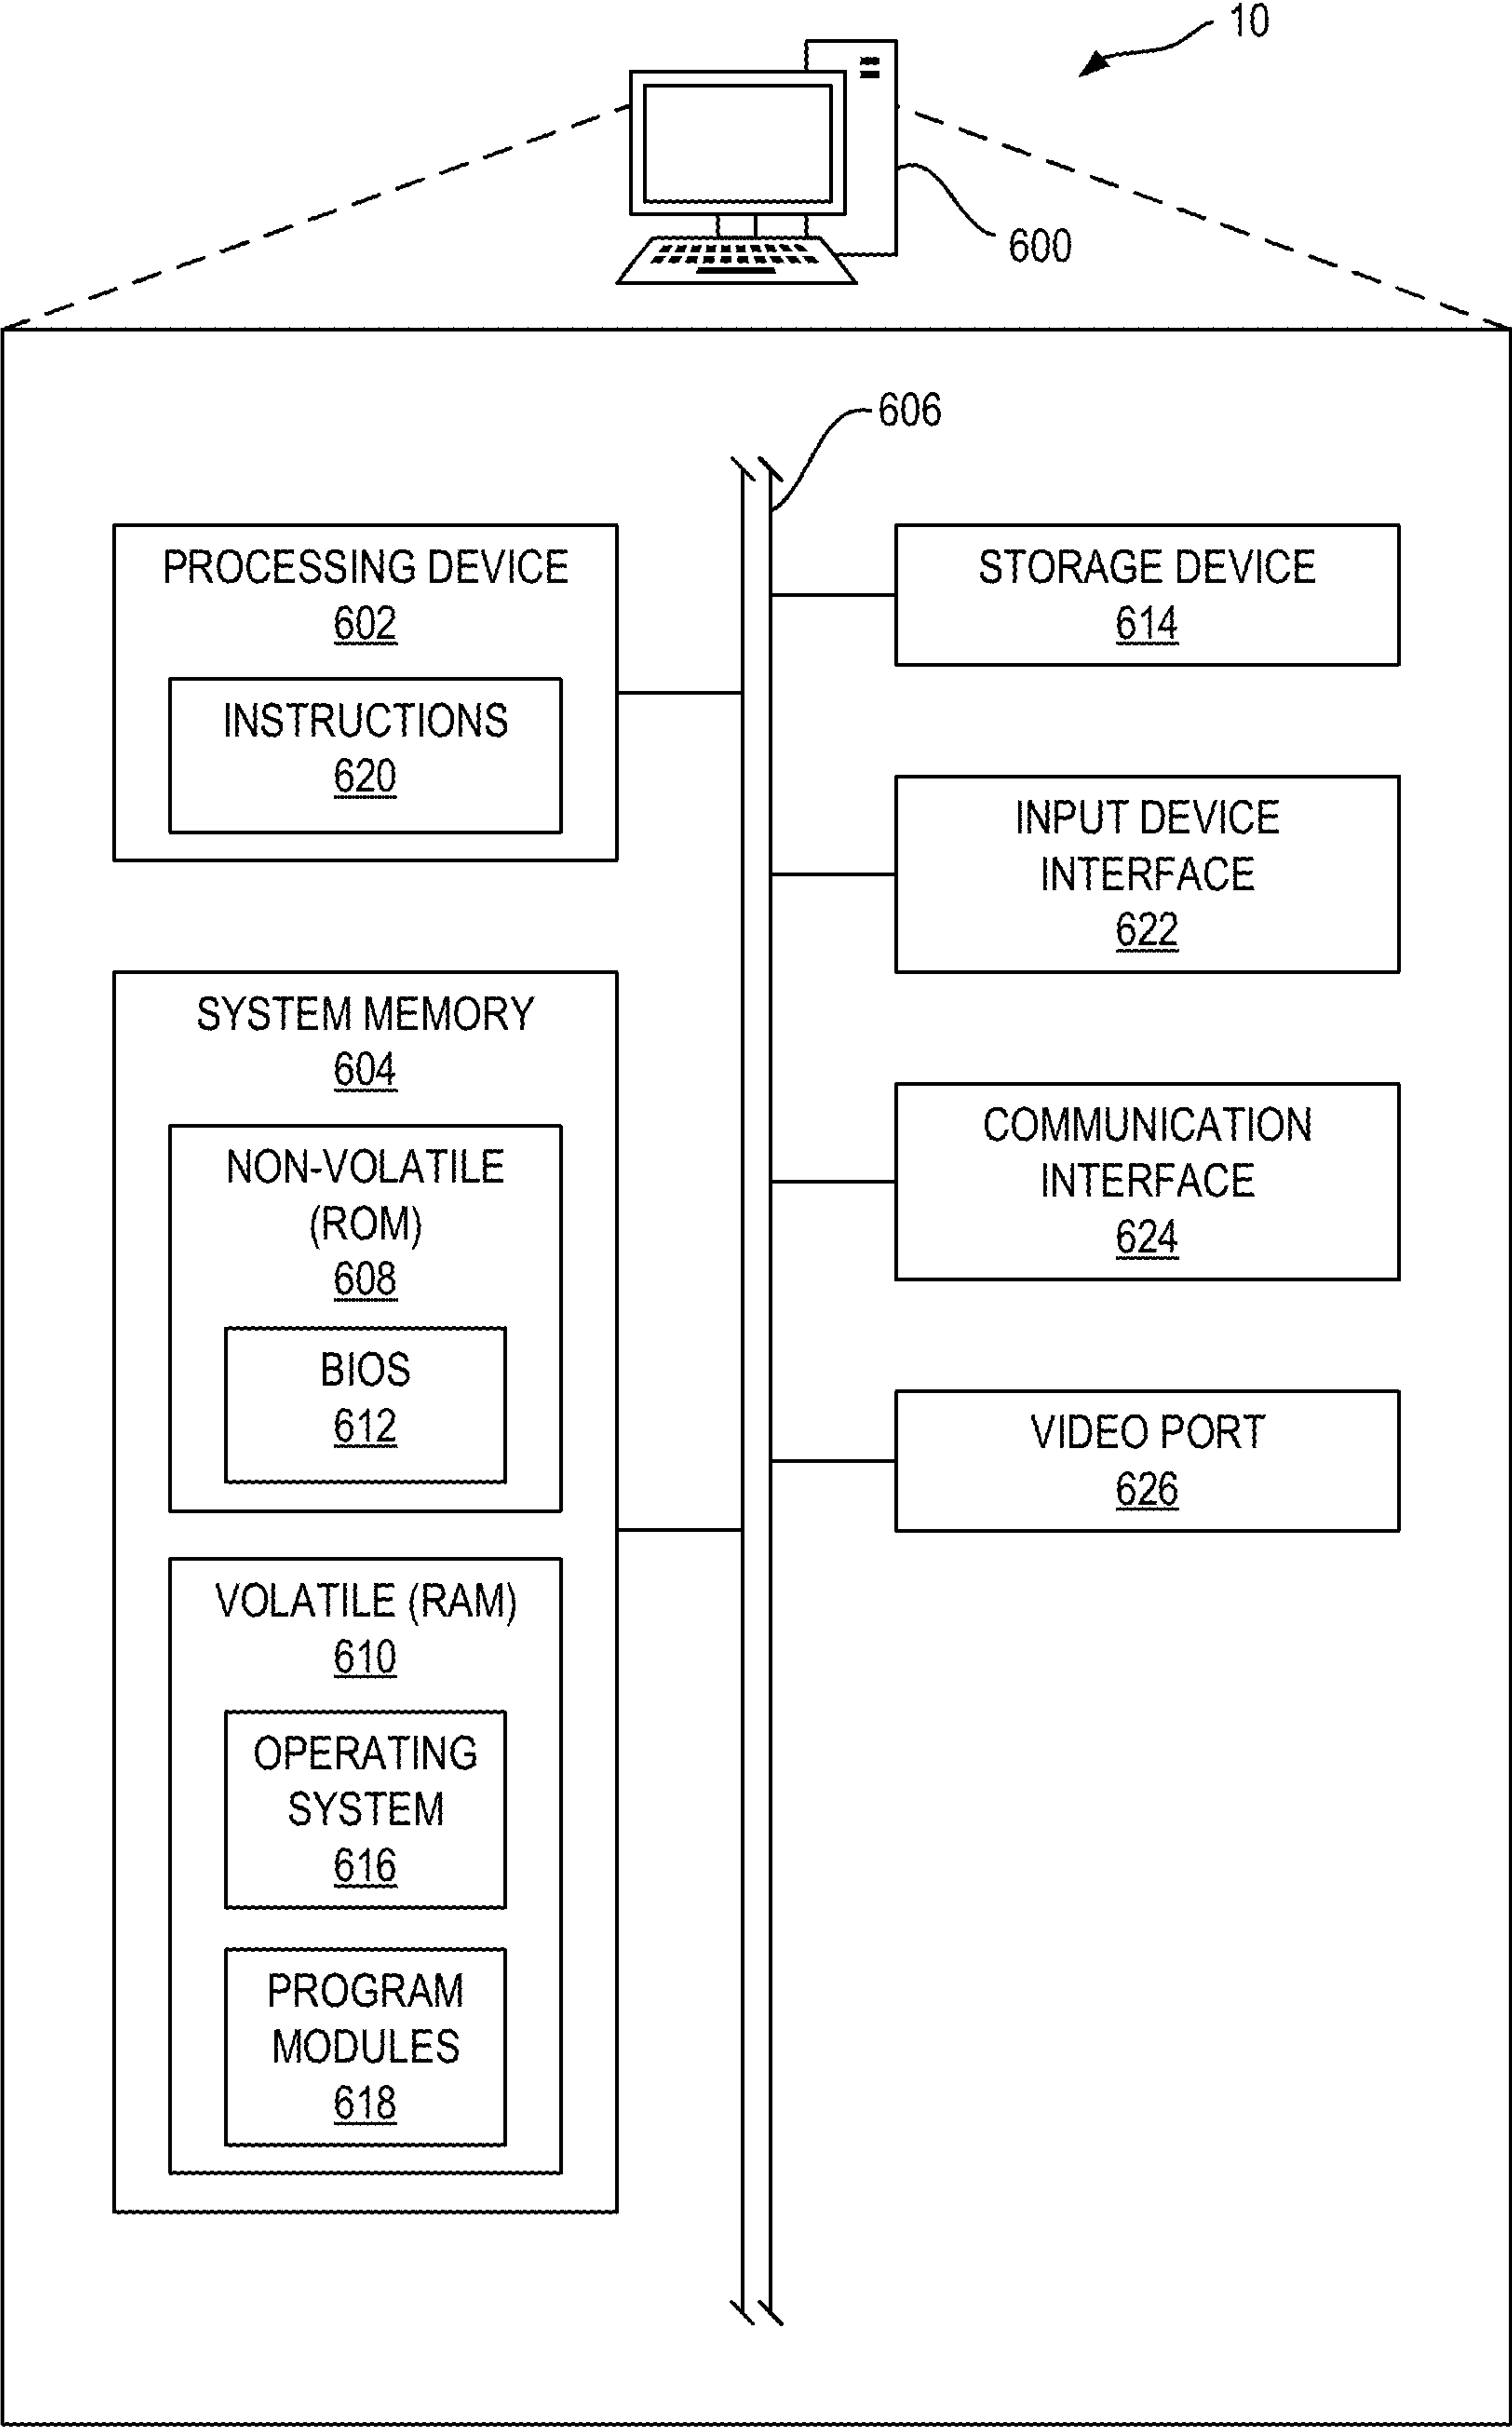 10
600
606
PROCESSING DEVICE
602
INSTRUCTIONS
620
SYSTEM MEMORY
604
NON-VOLATILE
(ROM)
608
BIOS
612
VOLATILE (RAM)
610
OPERATING
SYSTEM
616
PROGRAM
MODULES
618
STORAGE DEVICE
614
INPUT DEVICE
INTERFACE
622
COMMUNICATION
INTERFACE
624
VIDEO PORT
626